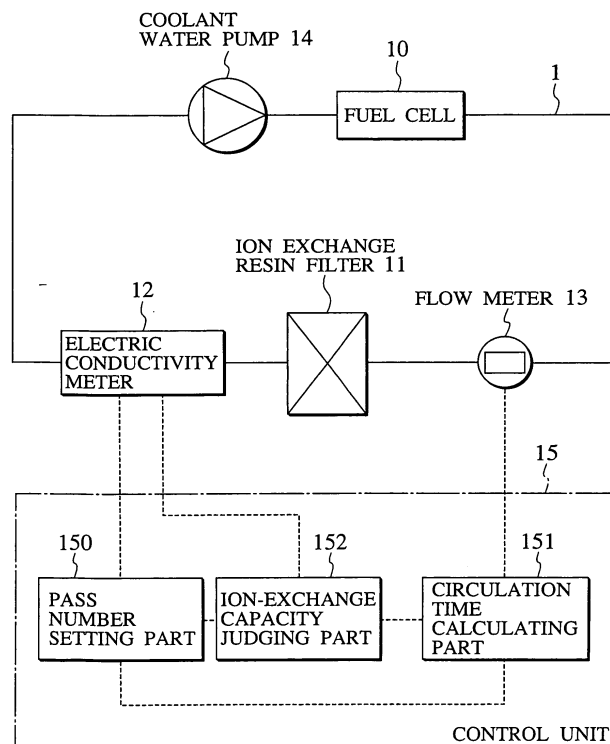 COOLANT
WATER PUMP 14
10
1
FUEL CELL
ION EXCHANGE
RESIN FILTER 11
12
FLOW METER 13
ELECTRIC
CONDUCTIVITY
METER
15
150
152
151
PASS
NUMBER
SETTING PART
ION-EXCHANGE
CAPACITY
JUDGING PART
CIRCULATION
TIME
CALCULATING
PART
CONTROL UNIT